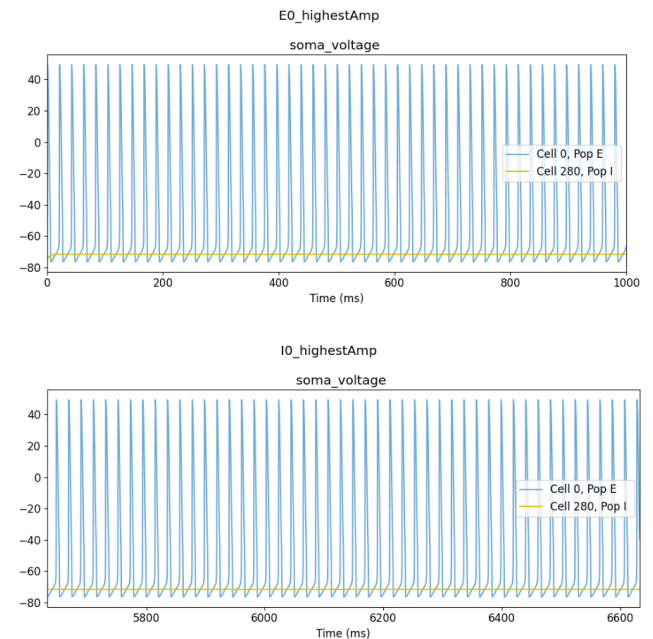 E0_highestAmp
soma_voltage
40
20
0
−20
−40
−60
−80
Cell 0, Pop E
Cell 280, Pop I
0 200 400 600 800 1000
Time (ms)
I0_highestAmp
soma_voltage
40
20
0
−20
−40
−60
−80
Cell 0, Pop E
Cell 280, Pop I
5800 6000 6200 6400 6600
Time (ms)